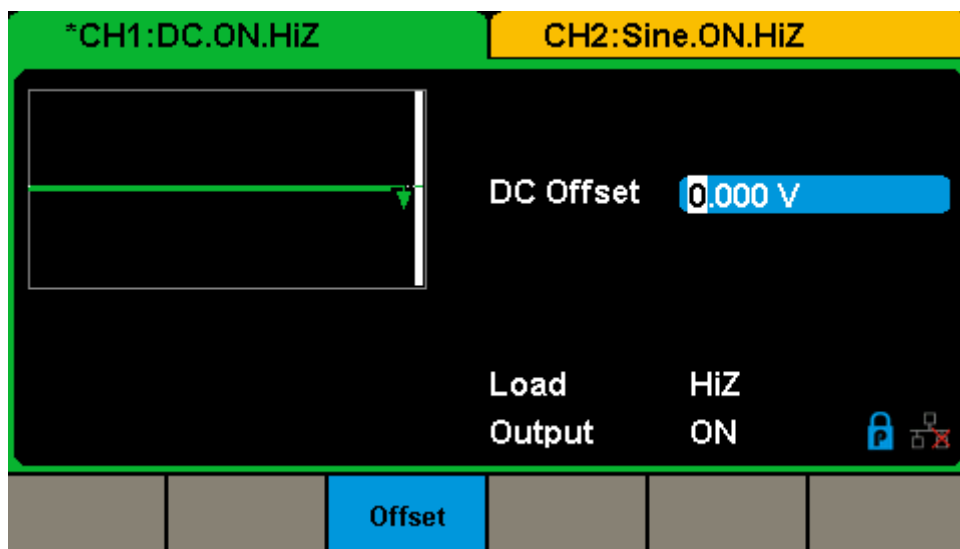 *CH1:DC.ON.HiZ
CH2:Sine.ON.HiZ
DC Offset 0.000 V
Load HiZ
Output ON
P
Offset